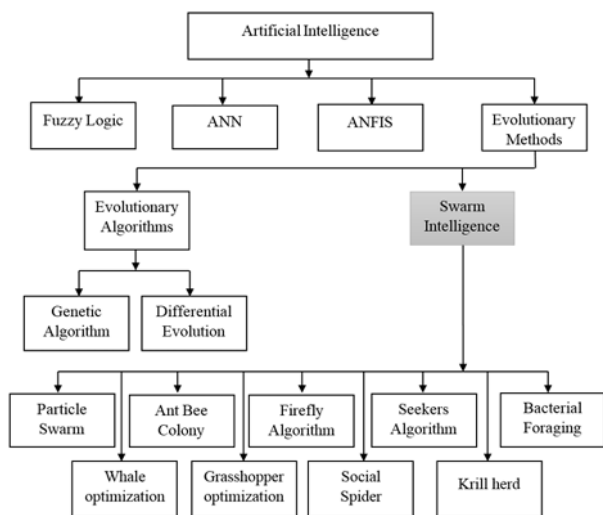 Artificial Intelligence
Fuzzy Logic
ANN
ANFIS
Evolutionary
Methods
Evolutionary
Algorithms
Swarm
Intelligence
Genetic
Algorithm
Differential
Evolution
Particle
Swarm
Ant Bee
Colony
Firefly
Algorithm
Seekers
Algorithm
Bacterial
Foraging
Whale
optimization
Grasshopper
optimization
Social
Spider
Krill herd